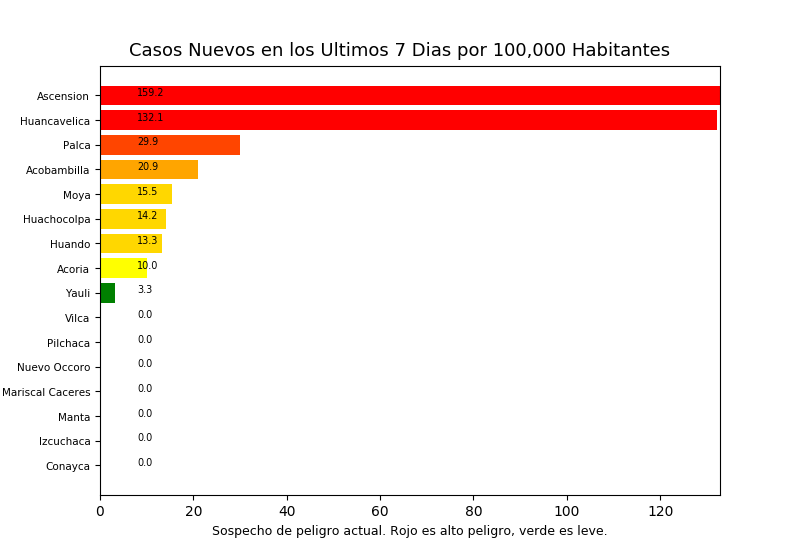 Casos Nuevos en los Ultimos 7 Dias por 100,000 Habitantes
Ascension 159.2
Huancavelica 132.1
Palca 29.9
Acobambilla 20.9
Moya 15.5
Huachocolpa 14.2
Huando 13.3
Acoria 10.0
Yauli 3.3
Vilca 0.0
Pilchaca 0.0
Nuevo Occoro 0.0
Mariscal Caceres 0.0
Manta 0.0
Izcuchaca 0.0
Conayca 0.0
0 20 40 60 80 100 120
Sospecho de peligro actual. Rojo es alto peligro, verde es leve.